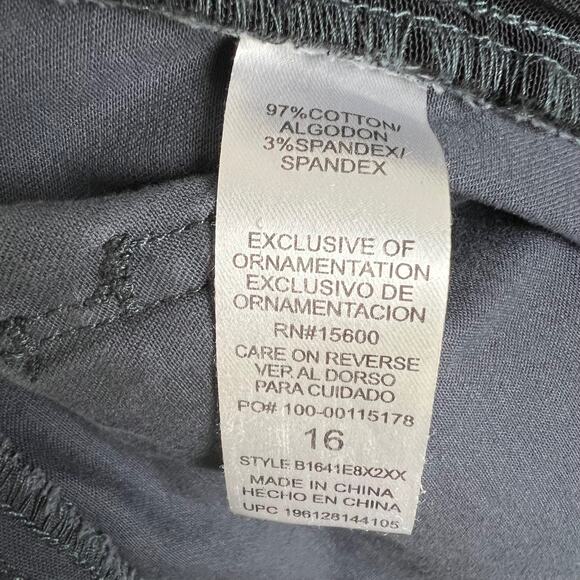 97%COTTON/
ALGODON
3%SPANDEX/
SPANDEX
EXCLUSIVE OF
ORNAMENTATION
EXCLUSIVO DE
ORNAMENTACION
RN#15600
CARE ON REVERSE
VER AL DORSO
PARA CUIDADO
PO# 100-00115178
16
STYLE B1641E8X2XX
MADE IN CHINA
HECHO EN CHINA
UPC 196128144105